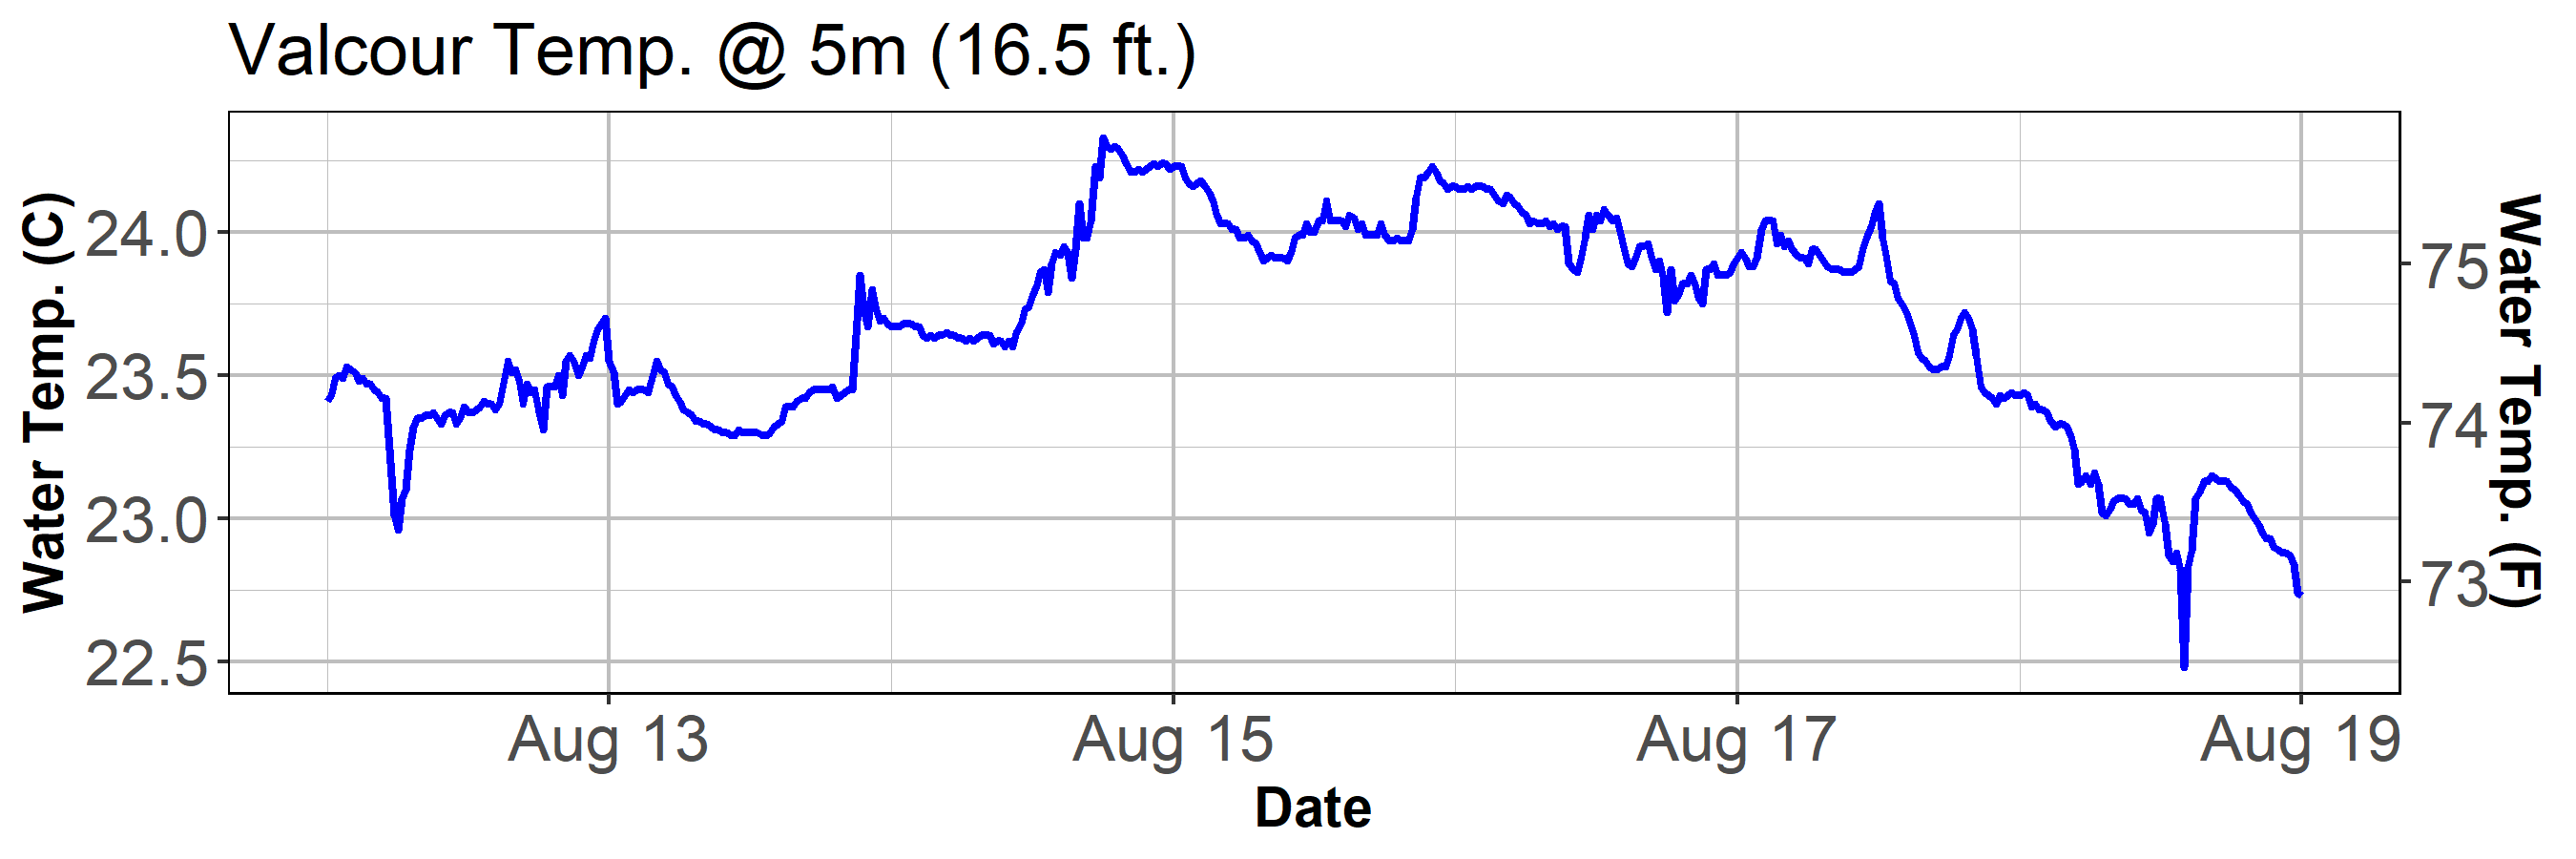 Valcour Temp. @ 5m (16.5 ft.)
Water Temp. (C)
24.0
23.5
23.0
22.5
75
74
73
Water Temp. (F)
Aug 13
Aug 15
Aug 17
Aug 19
Date